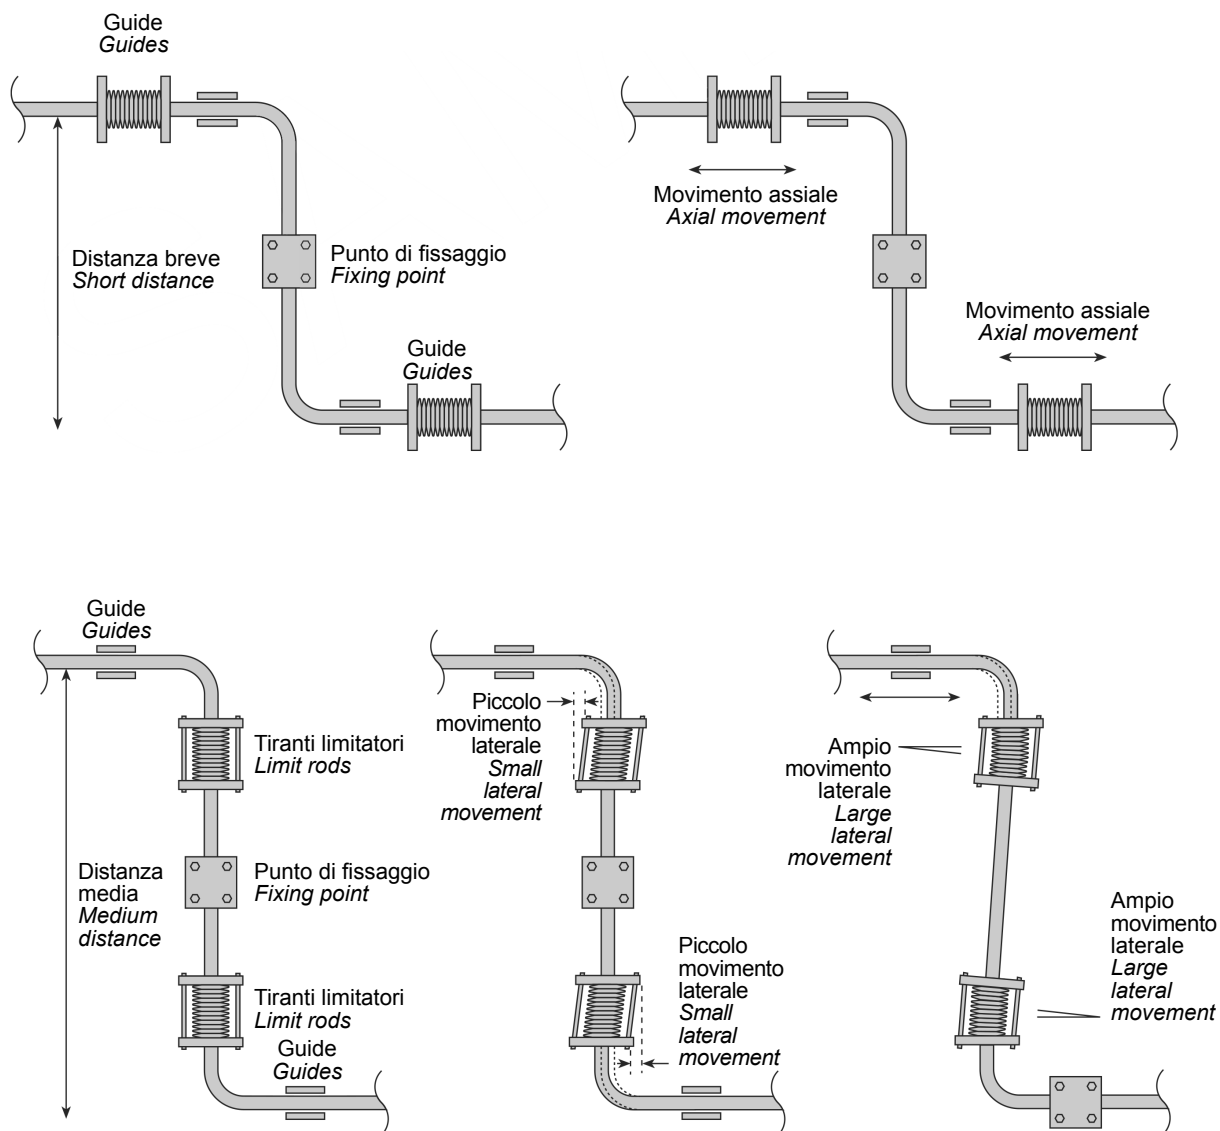 Guide
Guides
Distanza breve
Short distance
Punto di fissaggio
Fixing point
Guide
Guides
Movimento assiale
Axial movement
Movimento assiale
Axial movement
Guide
Guides
Tiranti limitatori
Limit rods
Distanza
media
Medium
distance
Punto di fissaggio
Fixing point
Tiranti limitatori
Limit rods
Guide
Guides
Piccolo
movimento
laterale
Small
lateral
movement
Piccolo
movimento
laterale
Small
lateral
movement
Ampio
movimento
laterale
Large
lateral
movement
Ampio
movimento
laterale
Large
lateral
movement